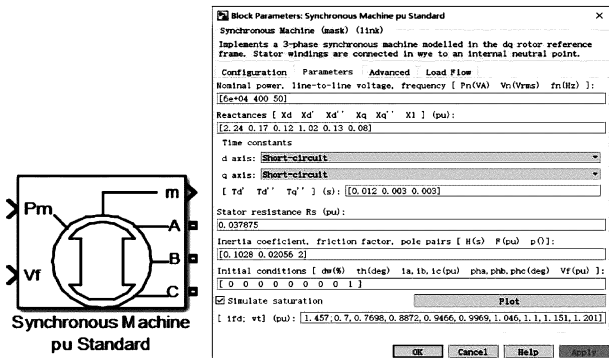 Pm
Vf
m
A
B
C
Synchronous Machine
pu Standard
Block Parameters: Synchronous Machine pu Standard
Synchronous Machine (mask) (link)
Implements a 3-phase synchronous machine modelled in the dq rotor reference
frame. Stator windings are connected in wye to an internal neutral point.
Configuration Parameters Advanced Load Flow
Nominal power, line-to-line voltage, frequency [ Pn(VA) Vn(Vrms) fn(Hz) ]:
[6e+04 400 50]
Reactances [ Xd Xd' Xd'' Xq Xq'' Xl ] (pu):
[2.24 0.17 0.12 1.02 0.13 0.08]
Time constants
d axis: Short-circuit
q axis: Short-circuit
[ Td' Td'' Tq'' ] (s): [0.012 0.003 0.003]
Stator resistance Rs (pu):
0.037875
Inertia coeficient, friction factor, pole pairs [ H(s) F(pu) p()]:
[0.1028 0.02056 2]
Initial conditions [ dw(%) th(deg) ia,ib,ic(pu) pha,phb,phc(deg) Vf(pu) ]:
[ 0 0 0 0 0 0 0 0 1 ]
Simulate saturation Plot
[ ifd; vt] (pu): 1.457;0.7,0.7698,0.8872,0.9466,0.9969,1.046,1.1,1.151,1.201]
OK Cancel Help Apply